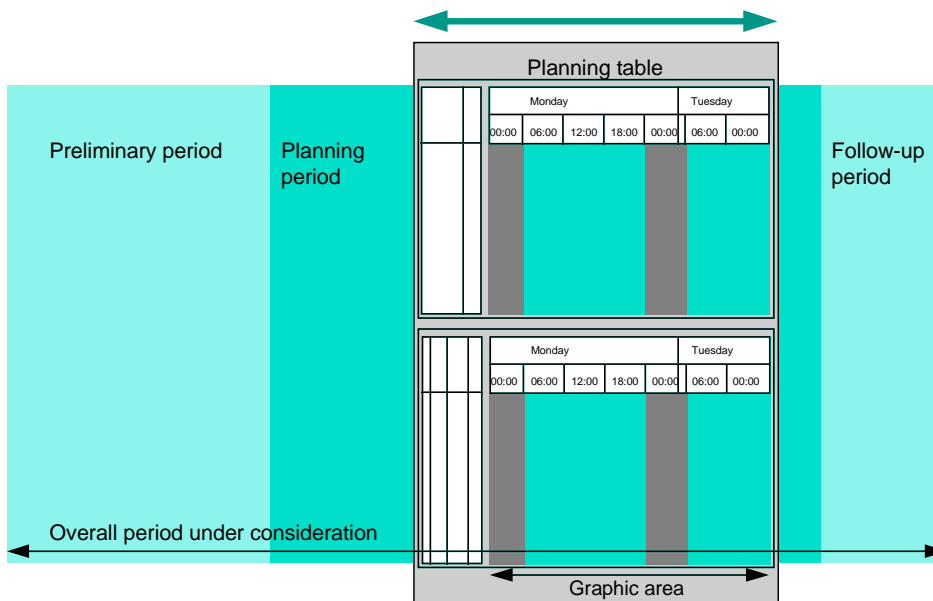 Planning table
Monday Tuesday
00:00 06:00 12:00 18:00 00:00 06:00 00:00
Preliminary period
Planning
period
Follow-up
period
Monday Tuesday
00:00 06:00 12:00 18:00 00:00 06:00 00:00
Overall period under consideration
Graphic area